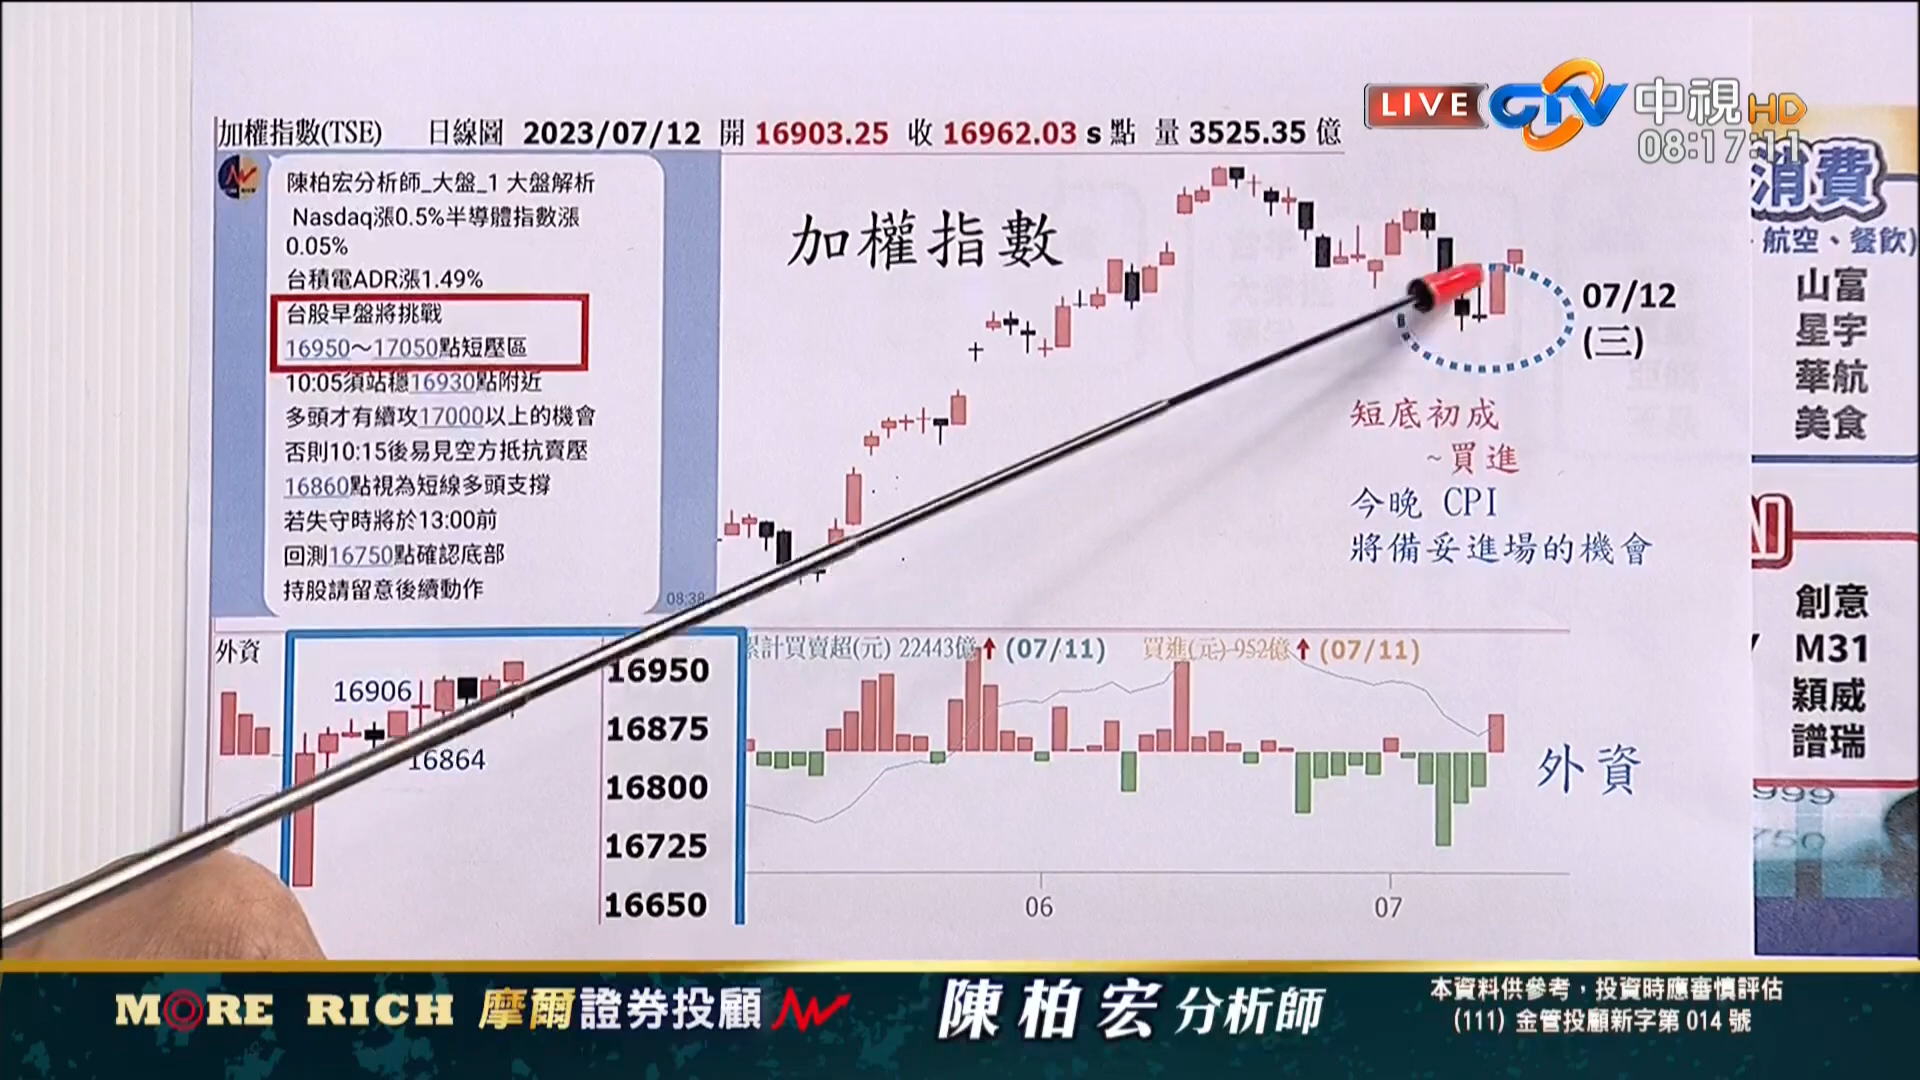 LIVE CTV 中視HD
08:17:11
加權指數(TSE) 日線圖 2023/07/12 開 16903.25 收 16962.03 s 點 量 3525.35 億
陳柏宏分析師_大盤_1 大盤解析
Nasdaq漲0.5%半導體指數漲
0.05%
台積電ADR漲1.49%
台股早盤將挑戰
16950～17050點短壓區
10:05須站穩16930點附近
多頭才有續攻17000以上的機會
否則10:15後易見空方抵抗賣壓
16860點視為短線多頭支撐
若失守時將於13:00前
回測16750點確認底部
持股請留意後續動作
08:38
加權指數
07/12
(三)
短底初成
~買進
今晚 CPI
將備妥進場的機會
外資
16906
16864
16950
16875
16800
16725
16650
累計買賣超(元) 22443億 (07/11) 買進(元) 952億 (07/11)
外資
06
07
消費
航空、餐飲)
山富
星宇
華航
美食
創意
M31
穎威
譜瑞
MORE RICH 摩爾證券投顧
陳柏宏 分析師
本資料供參考，投資時應審慎評估
(111) 金管投顧新字第 014 號